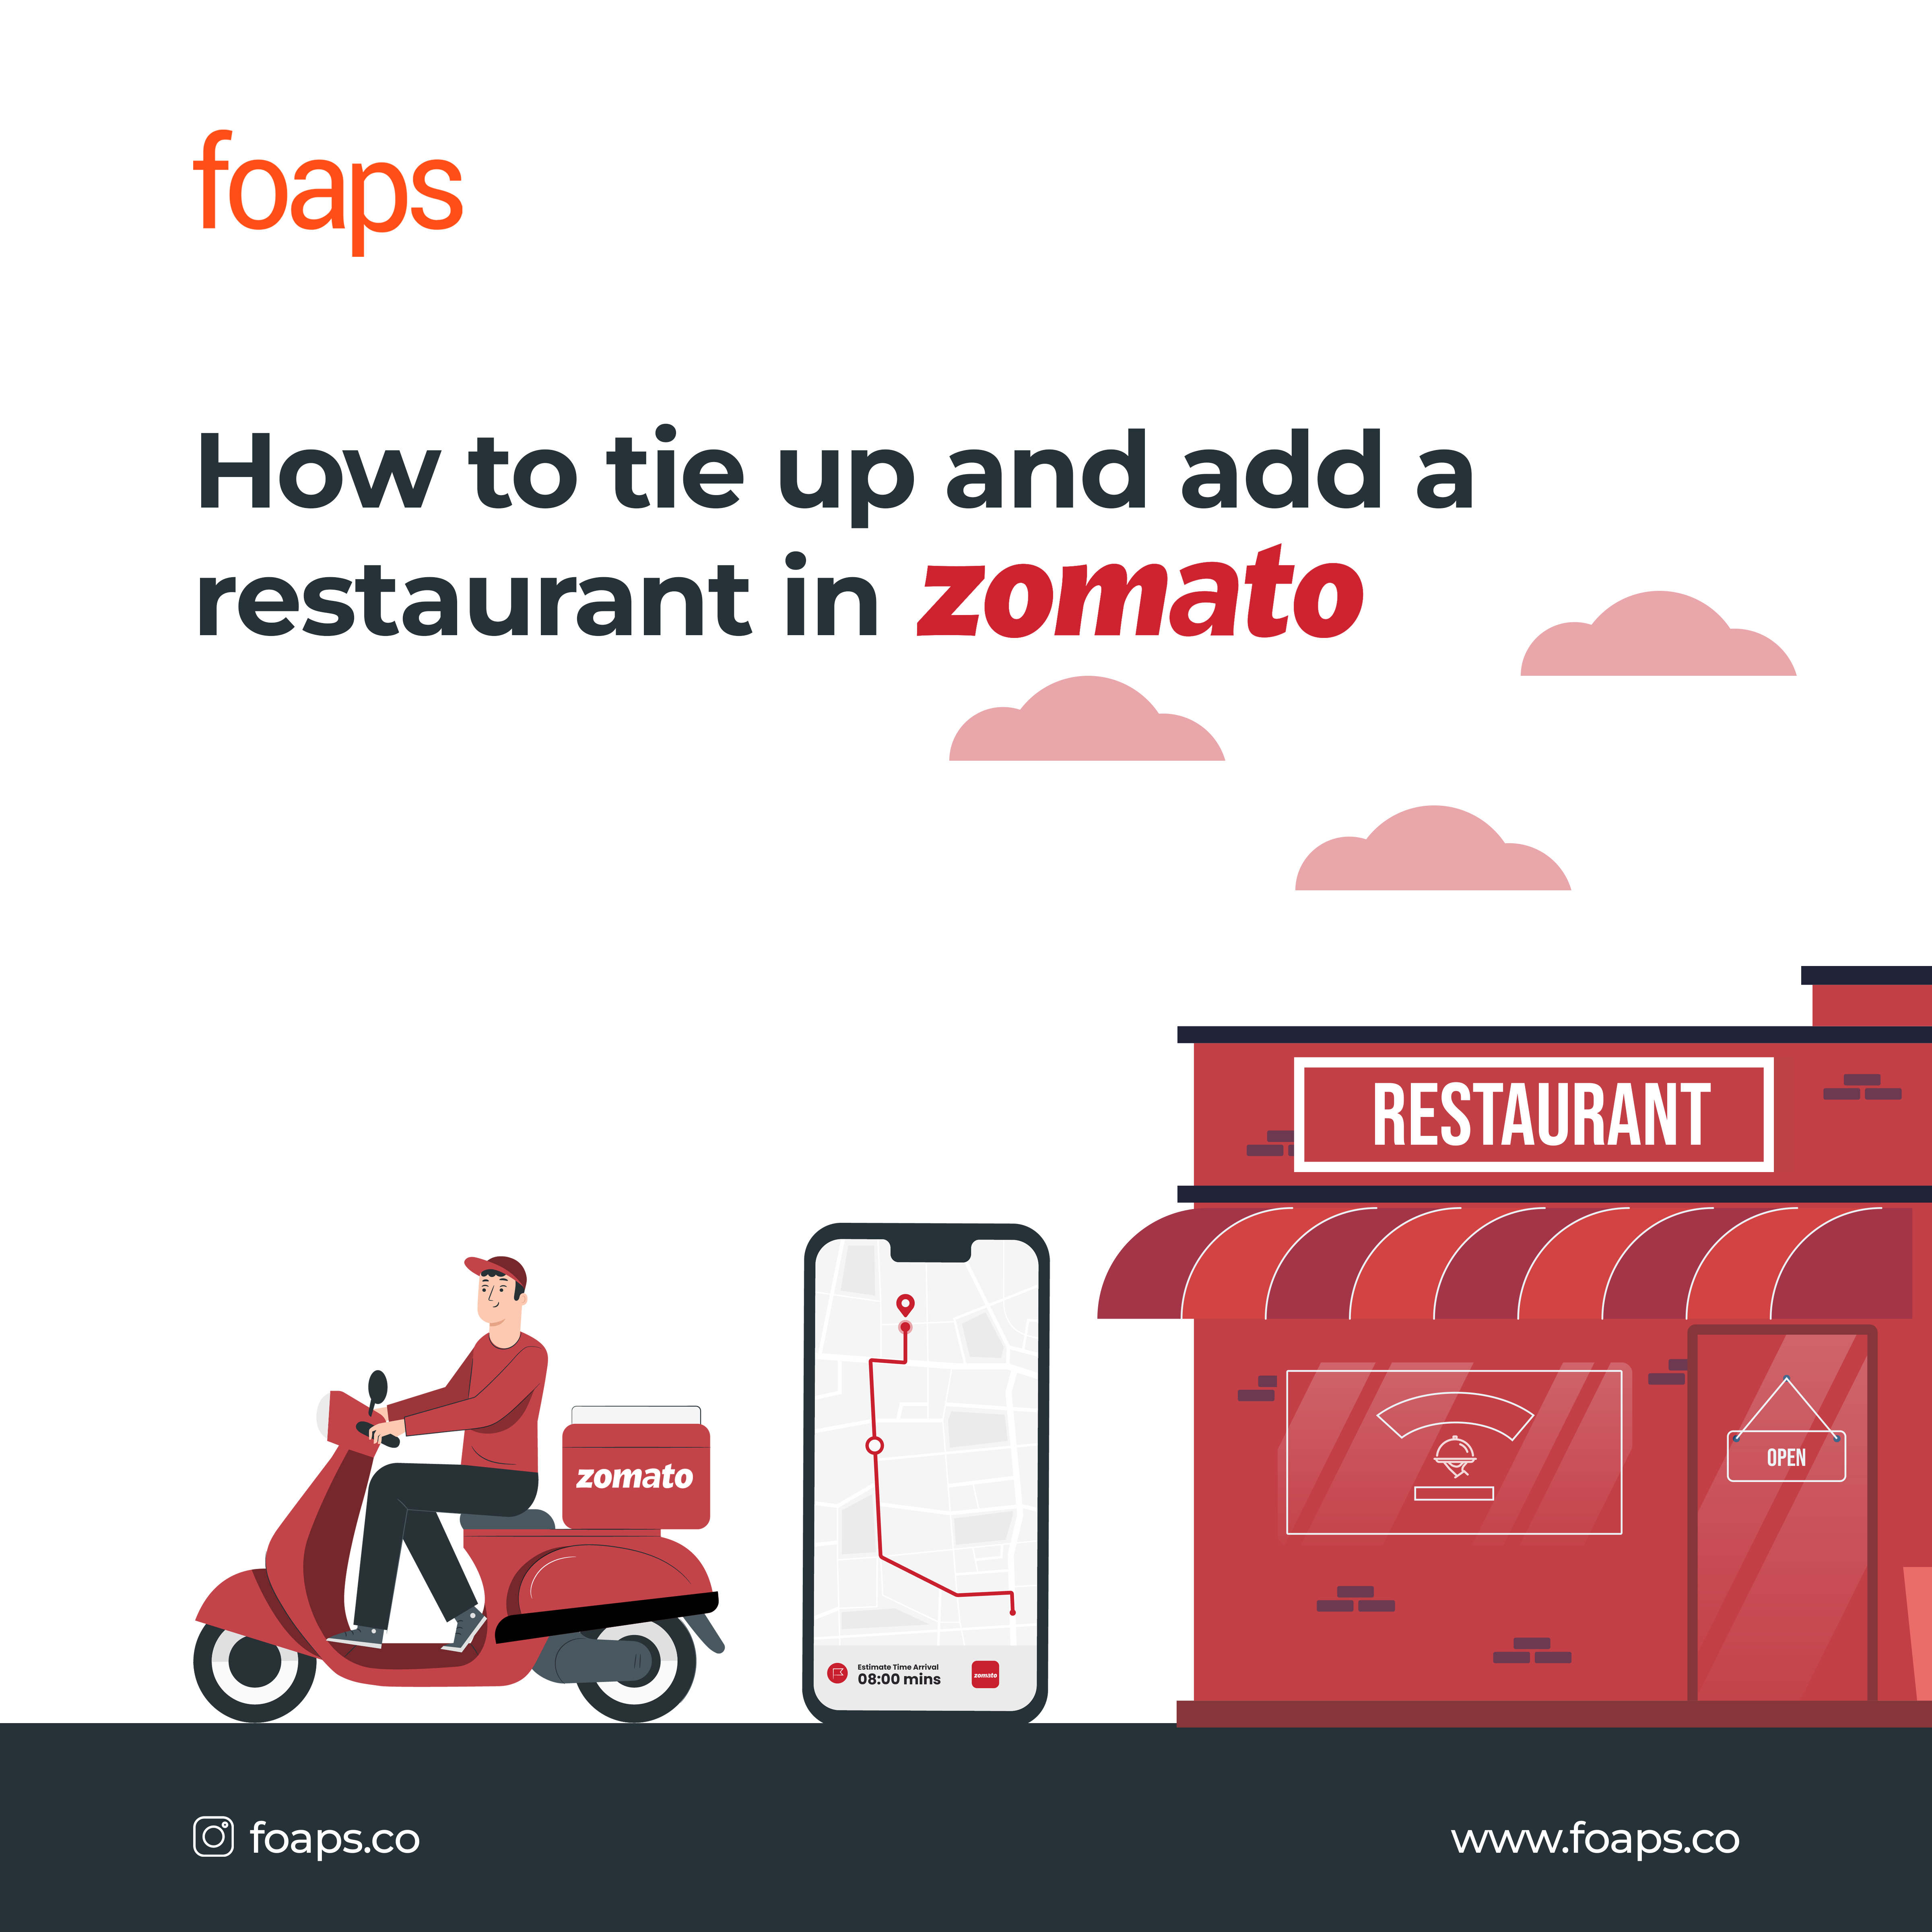 foaps
How to tie up and add a
restaurant in zomato
RESTAURANT
OPEN
zomato
Estimate Time Arrival
08:00 mins
zomato
foaps.co
www.foaps.co